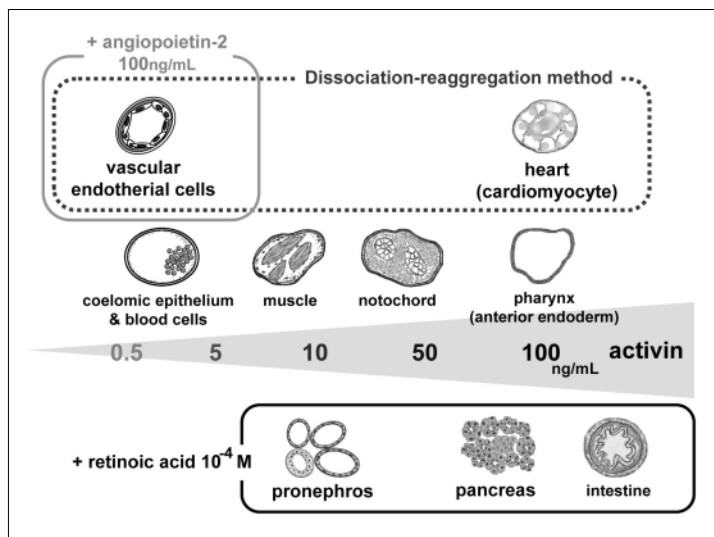 + angiopoietin-2
100ng/mL
Dissociation-reaggregation method
vascular
endotherial cells
heart
(cardiomyocyte)
coelomic epithelium
& blood cells
muscle
notochord
pharynx
(anterior endoderm)
0.5 5 10 50 100 ng/mL activin
+ retinoic acid 10⁻⁴ M
pronephros
pancreas
intestine